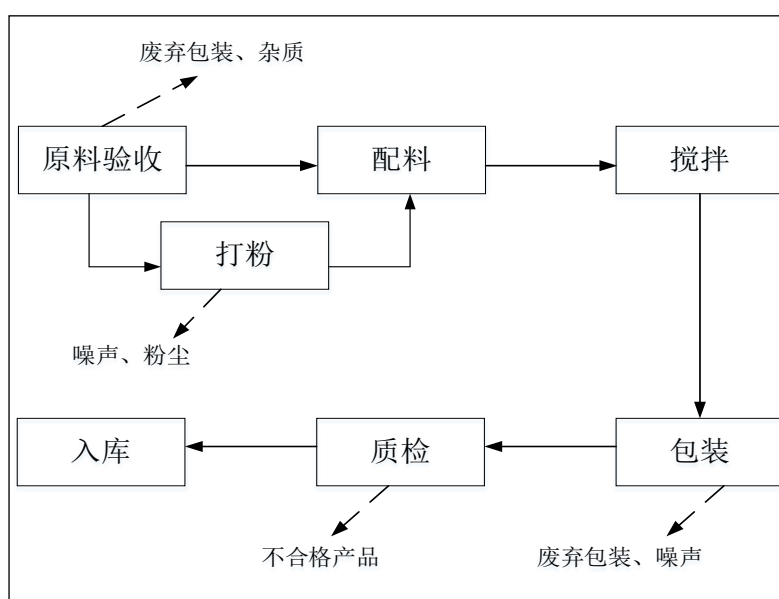 废弃包装、杂质
原料验收
配料
搅拌
打粉
噪声、粉尘
入库
质检
包装
不合格产品
废弃包装、噪声